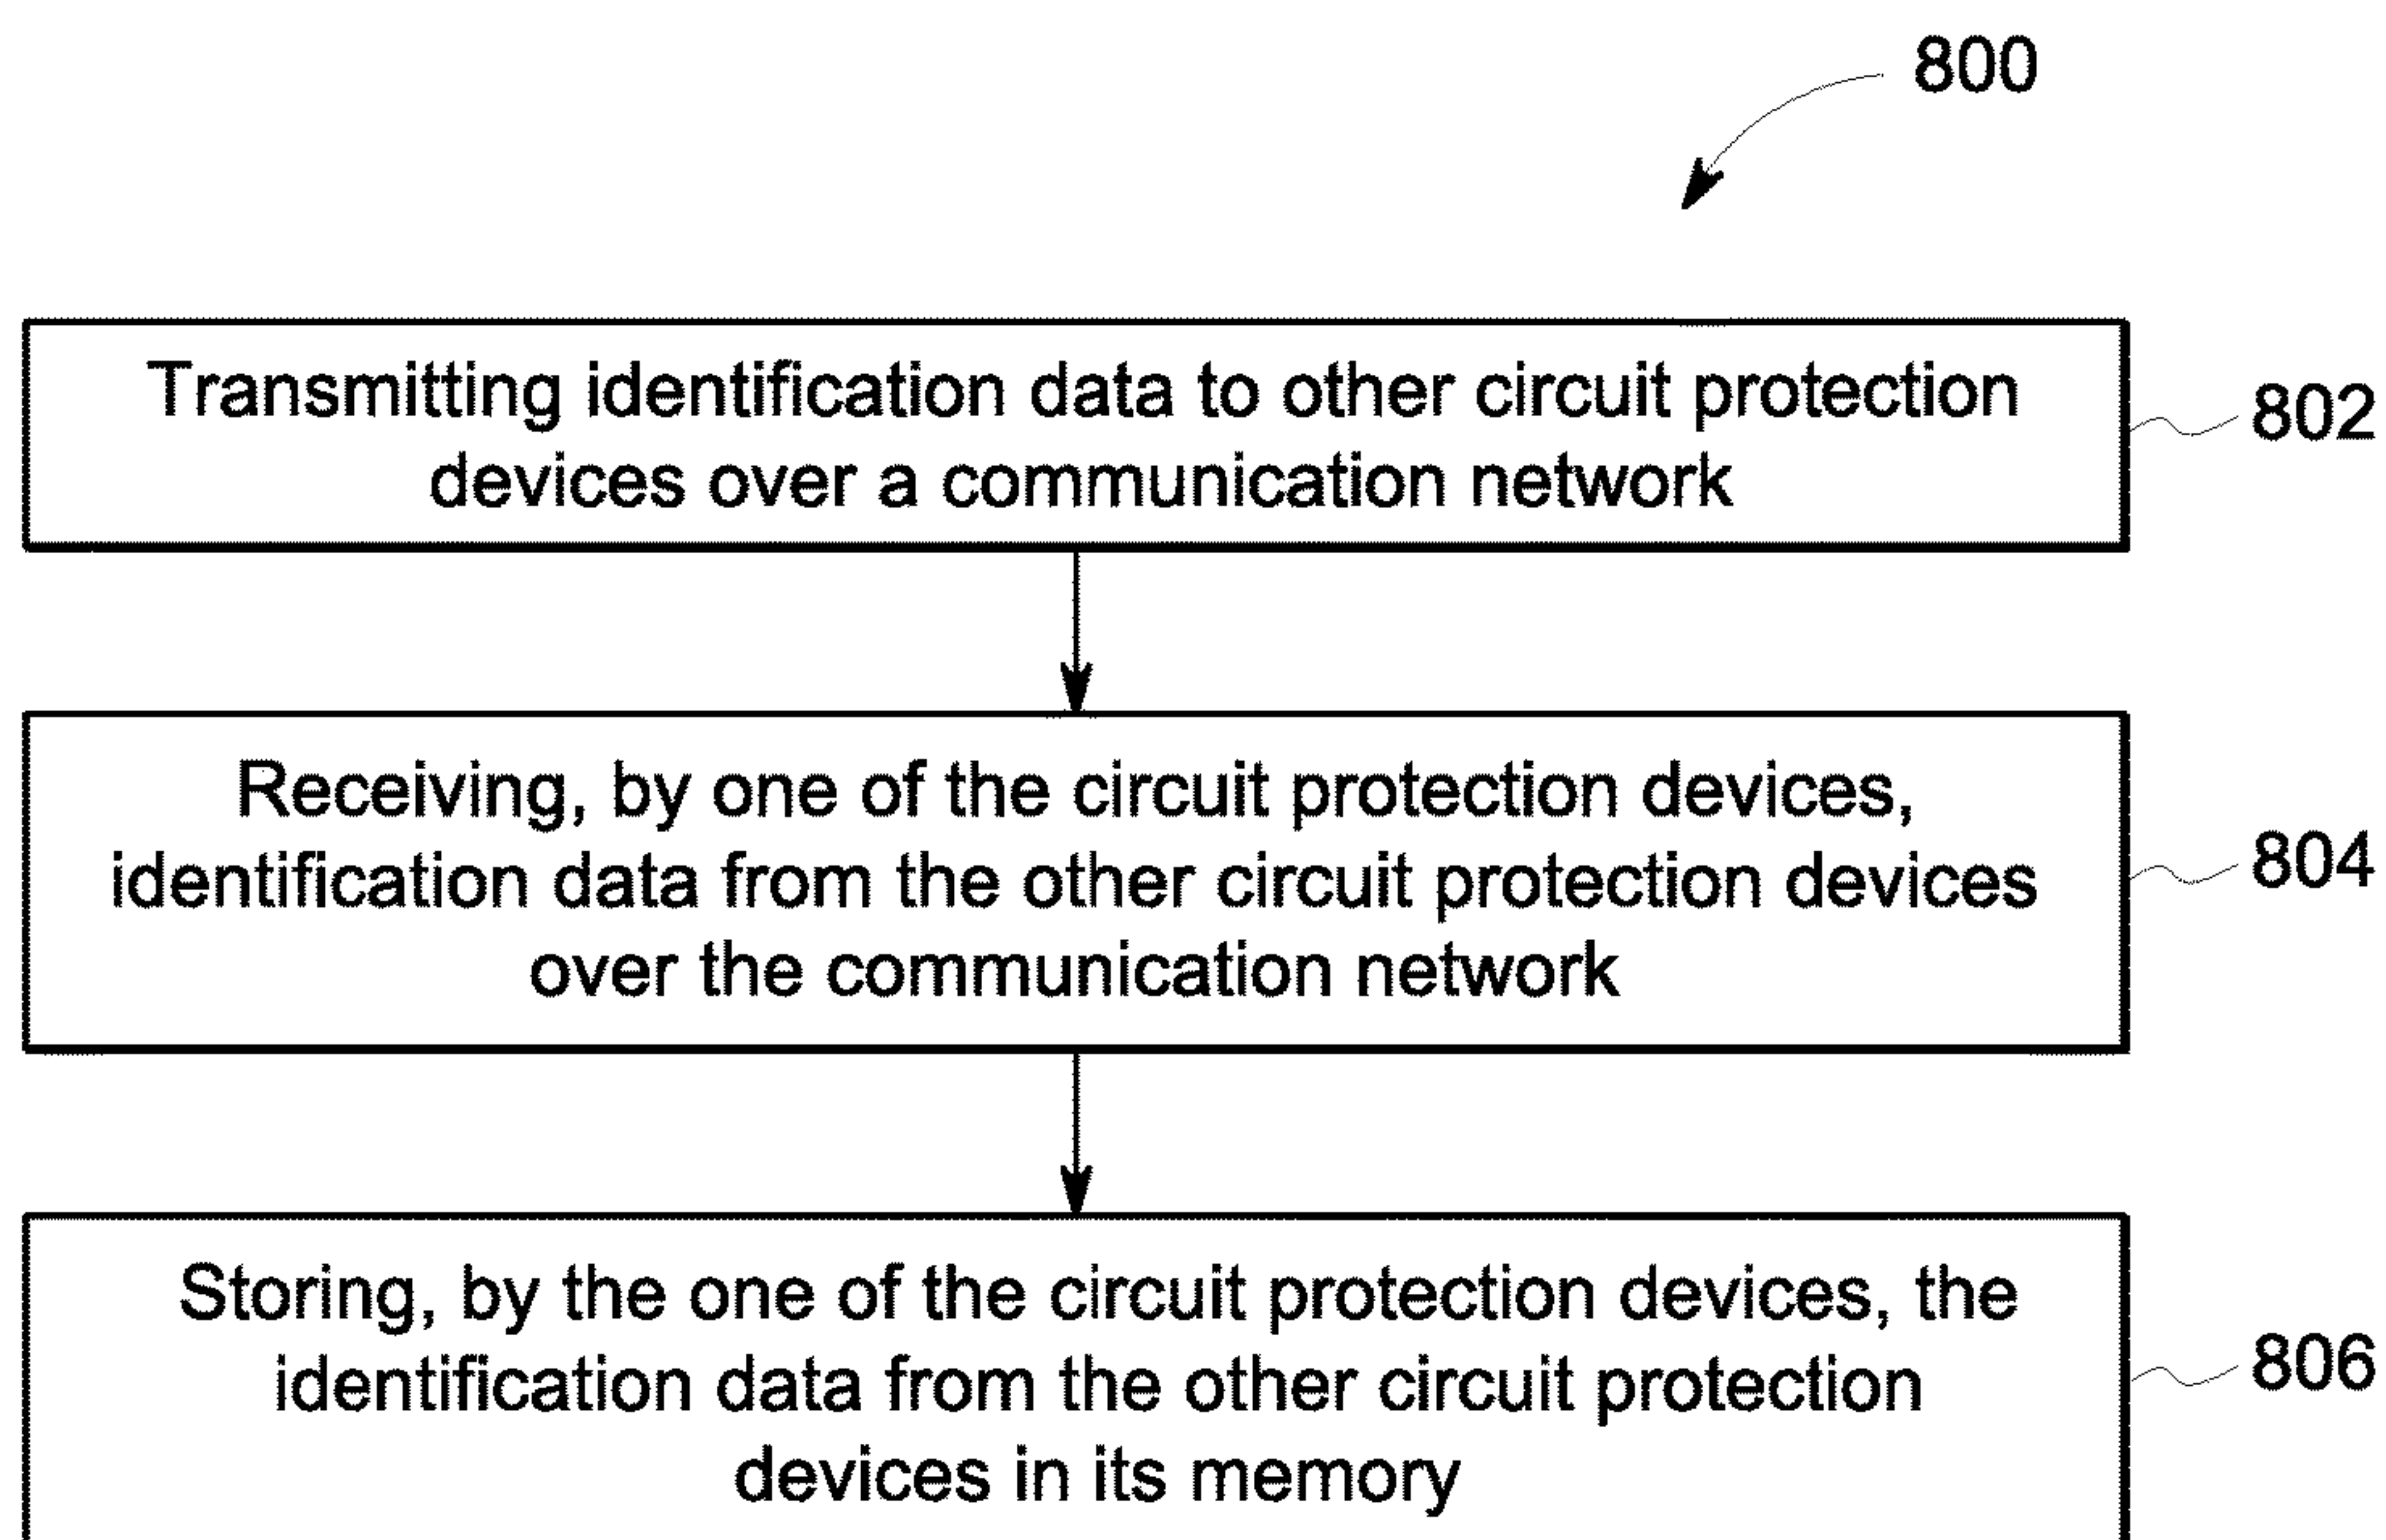 800
Transmitting identification data to other circuit protection
devices over a communication network
802
Receiving, by one of the circuit protection devices,
identification data from the other circuit protection devices
over the communication network
804
Storing, by the one of the circuit protection devices, the
identification data from the other circuit protection
devices in its memory
806